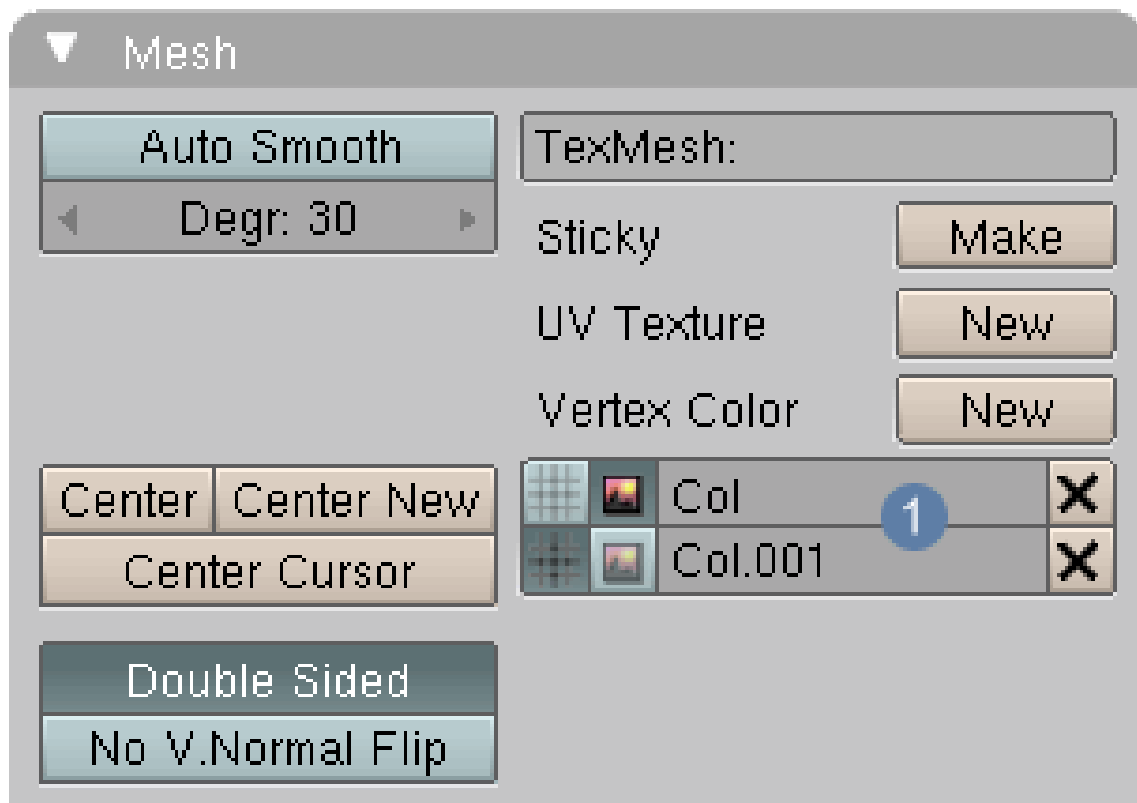 Mesh
Auto Smooth
Degr: 30
TexMesh:
Sticky
Make
UV Texture
New
Vertex Color
New
Center
Center New
Center Cursor
Col
1
Col.001
Double Sided
No V.Normal Flip